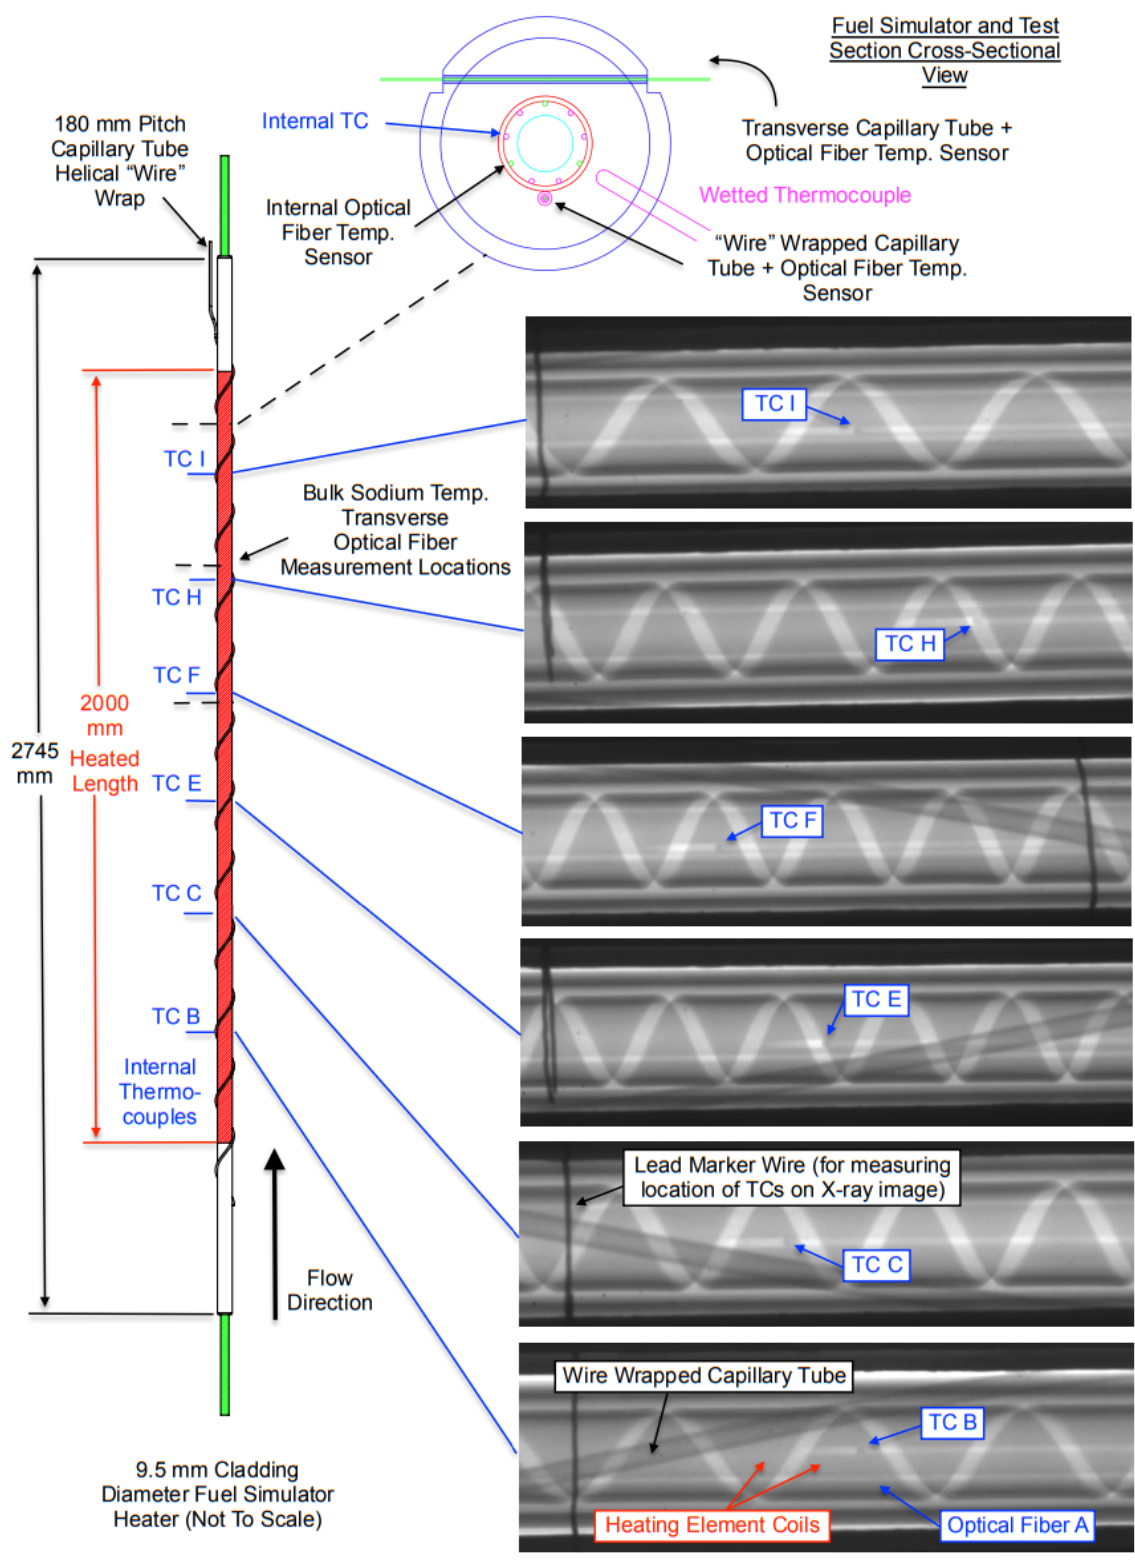 Fuel Simulator and Test
Section Cross-Sectional
View
180 mm Pitch
Capillary Tube
Helical “Wire”
Wrap
Internal TC
Transverse Capillary Tube +
Optical Fiber Temp. Sensor
Internal Optical
Fiber Temp.
Sensor
Wetted Thermocouple
“Wire” Wrapped Capillary
Tube + Optical Fiber Temp.
Sensor
TC I
TC I
Bulk Sodium Temp.
Transverse
Optical Fiber
Measurement Locations
TC H
TC H
TC F
2000
mm
Heated
Length
2745
mm
TC F
TC E
TC E
TC C
Lead Marker Wire (for measuring
location of TCs on X-ray image)
TC C
TC B
Internal
Thermo-
couples
Flow
Direction
Wire Wrapped Capillary Tube
TC B
Heating Element Coils
Optical Fiber A
9.5 mm Cladding
Diameter Fuel Simulator
Heater (Not To Scale)